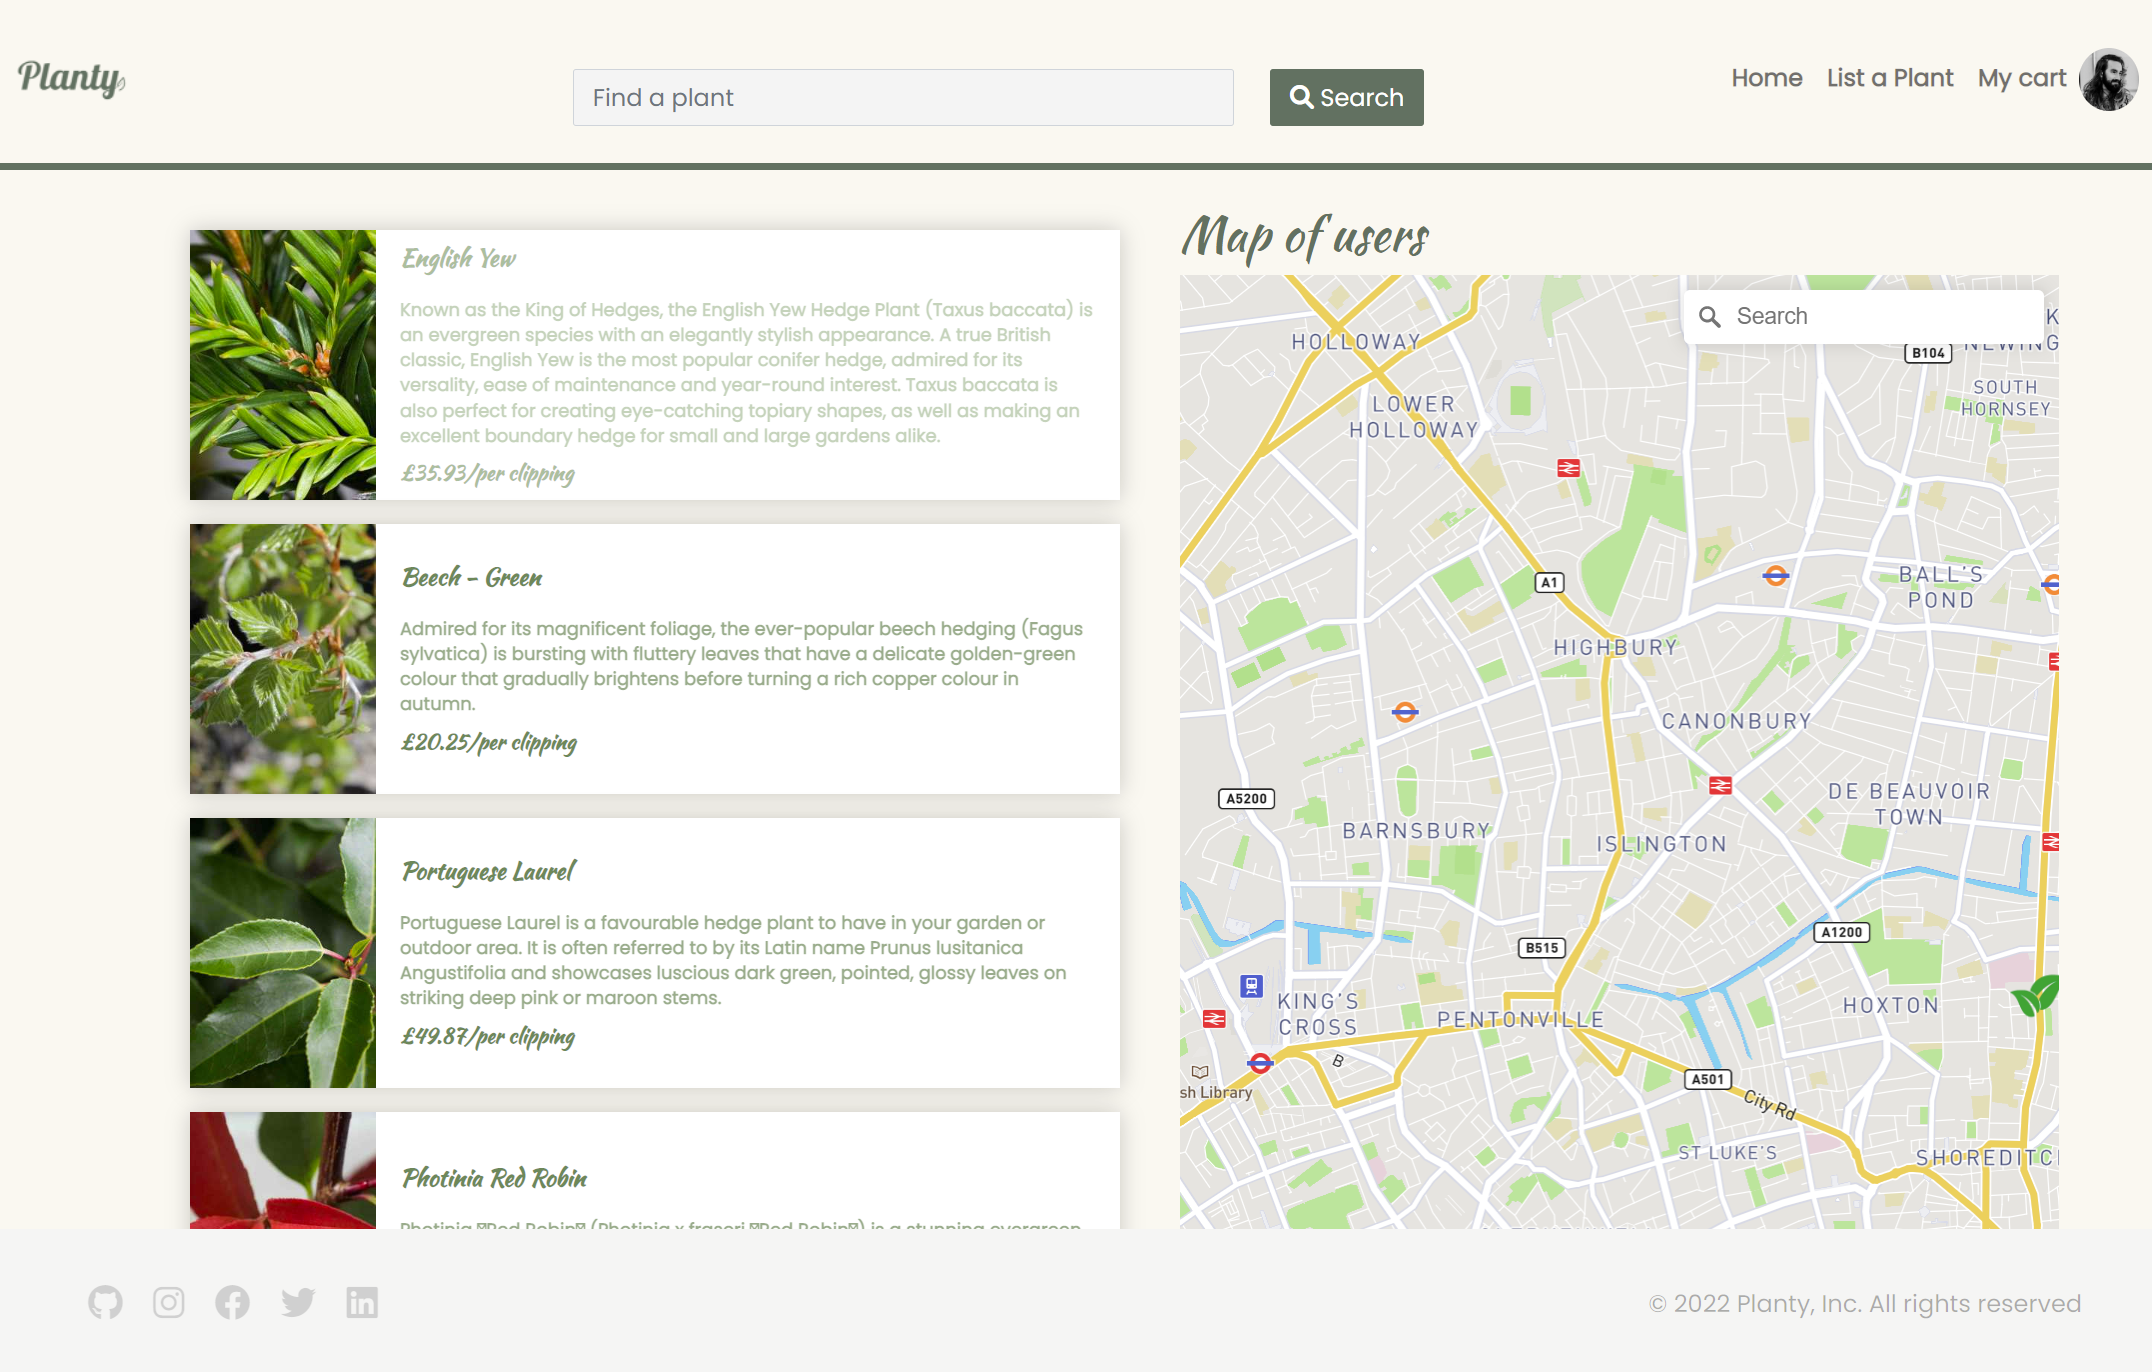 Planty
Find a plant
Search
Home
List a Plant
My cart
English Yew
Known as the King of Hedges, the English Yew Hedge Plant (Taxus baccata) is
an evergreen species with an elegantly stylish appearance. A true British
classic, English Yew is the most popular conifer hedge, admired for its
versality, ease of maintenance and year-round interest. Taxus baccata is
also perfect for creating eye-catching topiary shapes, as well as making an
excellent boundary hedge for small and large gardens alike.
£35.93/per clipping
Beech - Green
Admired for its magnificent foliage, the ever-popular beech hedging (Fagus
sylvatica) is bursting with fluttery leaves that have a delicate golden-green
colour that gradually brightens before turning a rich copper colour in
autumn.
£20.25/per clipping
Portuguese Laurel
Portuguese Laurel is a favourable hedge plant to have in your garden or
outdoor area. It is often referred to by its Latin name Prunus lusitanica
Angustifolia and showcases luscious dark green, pointed, glossy leaves on
striking deep pink or maroon stems.
£49.87/per clipping
Photinia Red Robin
Photinia Red Robin (Photinia x fraseri Red Robin) is a stunning evergreen
Map of users
Search
HOLLOWAY
B104
SOUTH
HORNSEY
LOWER
HOLLOWAY
A1
BALL'S
POND
HIGHBURY
CANONBURY
A5200
DE BEAUVOIR
TOWN
BARNSBURY
ISLINGTON
A1200
B515
KING'S
CROSS
PENTONVILLE
HOXTON
B
sh Library
A501
City Rd
ST LUKE'S
SHOREDITC
© 2022 Planty, Inc. All rights reserved